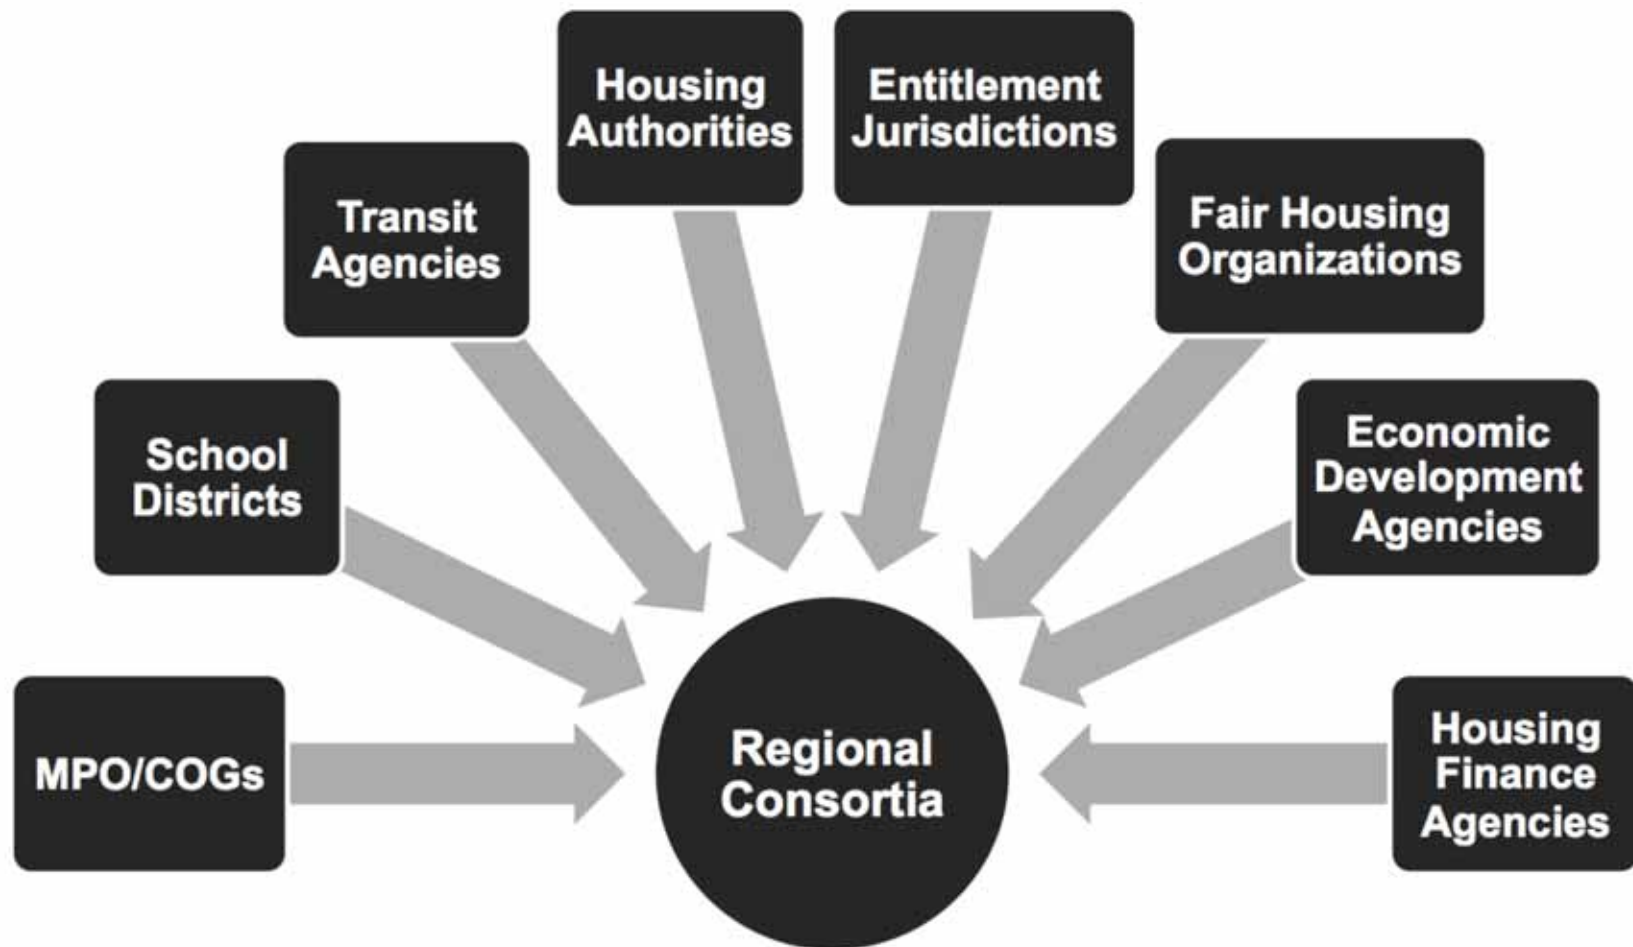 Housing
Authorities
Entitlement
Jurisdictions
Transit
Agencies
Fair Housing
Organizations
School
Districts
Economic
Development
Agencies
MPO/COGs
Regional
Consortia
Housing
Finance
Agencies